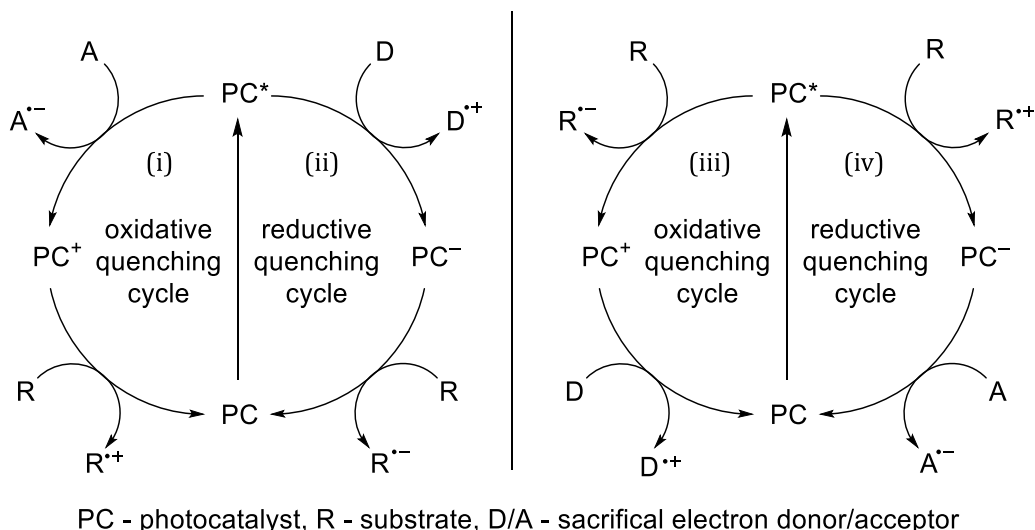 A
D
PC*
A•−
D•+
(i)
(ii)
oxidative
quenching
cycle
reductive
quenching
cycle
PC+
PC−
R
PC
R
R•+
R•−
R
R
PC*
R•−
R•+
(iii)
(iv)
oxidative
quenching
cycle
reductive
quenching
cycle
PC+
PC−
D
PC
A
D•+
A•−
PC - photocatalyst, R - substrate, D/A - sacrifical electron donor/acceptor